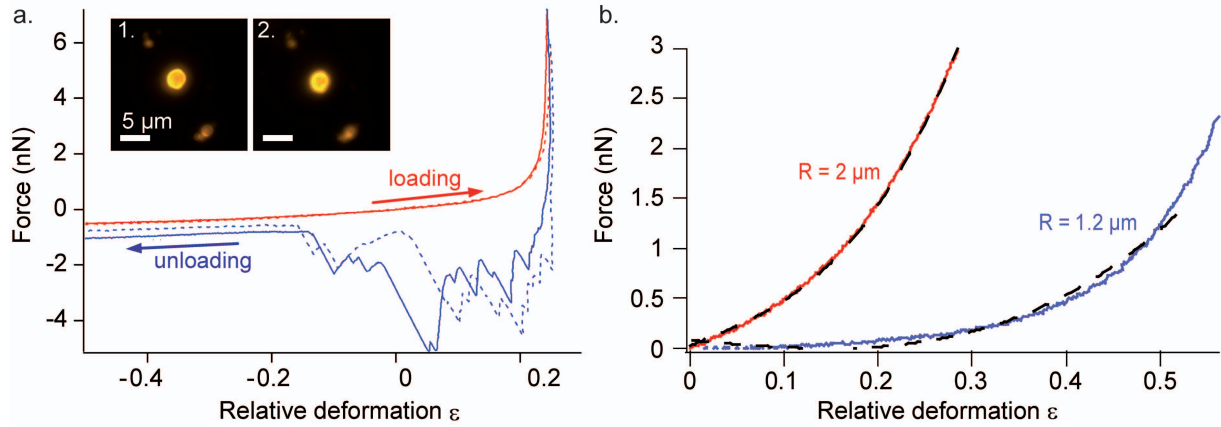 a.
1.
2.
5 µm
6
4
2
0
-2
-4
Force (nN)
loading
unloading
-0.4
-0.2
0
0.2
Relative deformation ε
b.
3
2.5
2
1.5
1
0.5
0
Force (nN)
R = 2 µm
R = 1.2 µm
0
0.1
0.2
0.3
0.4
0.5
Relative deformation ε